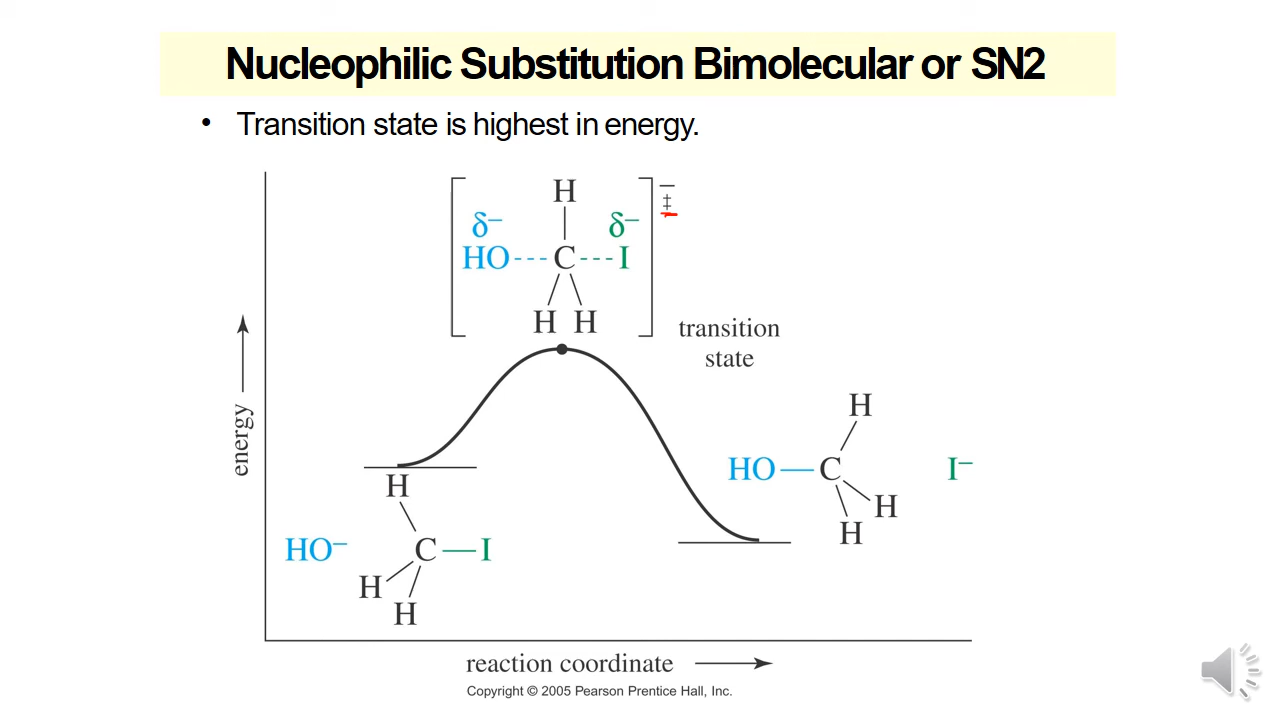 Nucleophilic Substitution Bimolecular or SN2
• Transition state is highest in energy.
H
δ− δ−
HO---C---I
H H
− ‡
transition
state
energy
H
HO− C—I
H
H
H
HO—C I−
H
H
reaction coordinate
Copyright © 2005 Pearson Prentice Hall, Inc.